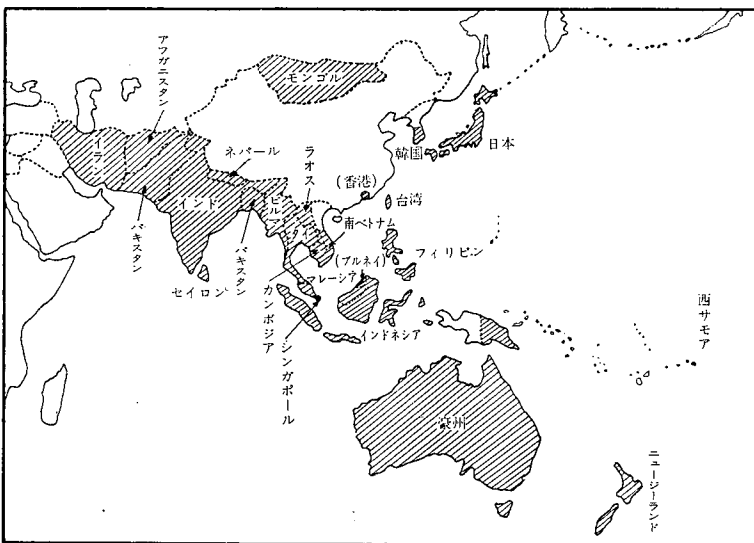 アフガニスタン
モンゴル
イラン
ネパール
ラオス
韓国
日本
(香港)
台湾
インド
ビルマ
タイ
南ベトナム
パキスタン
パキスタン
(ブルネイ)
フィリピン
セイロン
マレーシア
カンボジア
シンガポール
インドネシア
西サモア
豪州
ニュージーランド